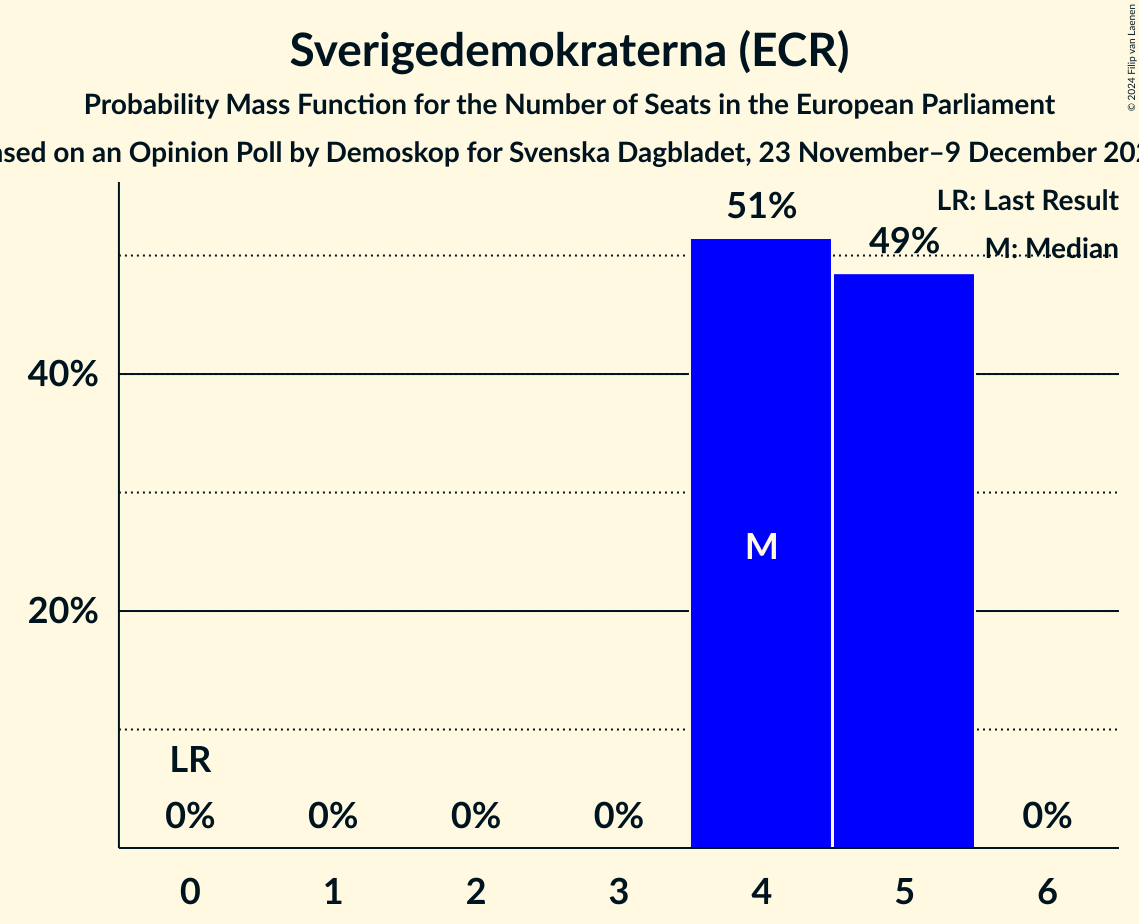 Sverigedemokraterna (ECR)
Probability Mass Function for the Number of Seats in the European Parliament
on an Opinion Poll by Demoskop for Svenska Dagbladet, 23 November–9 December
© 2024 Filip van Laenen
LR: Last Result
M: Median
51%
49%
40%
20%
M
LR
0% 0% 0% 0% 0%
0 1 2 3 4 5 6